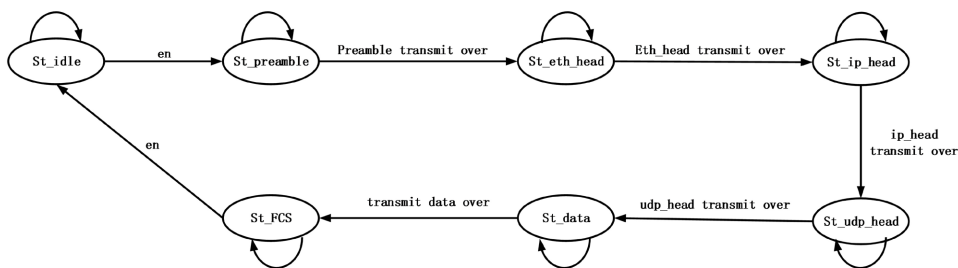 St_idle
en
St_preamble
Preamble transmit over
St_eth_head
Eth_head transmit over
St_ip_head
ip_head
transmit over
St_udp_head
udp_head transmit over
St_data
transmit data over
St_FCS
en